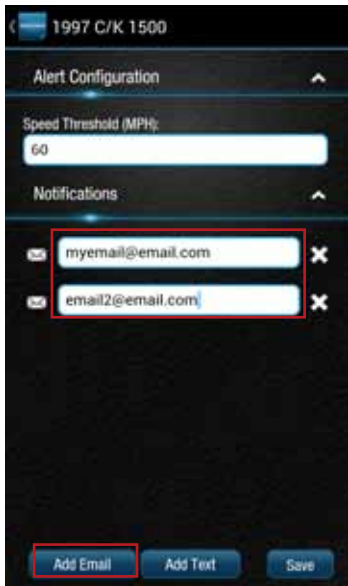 1997 C/K 1500
Alert Configuration
Speed Threshold (MPH):
60
Notifications
myemail@email.com
email2@email.com
Add Email Add Text Save